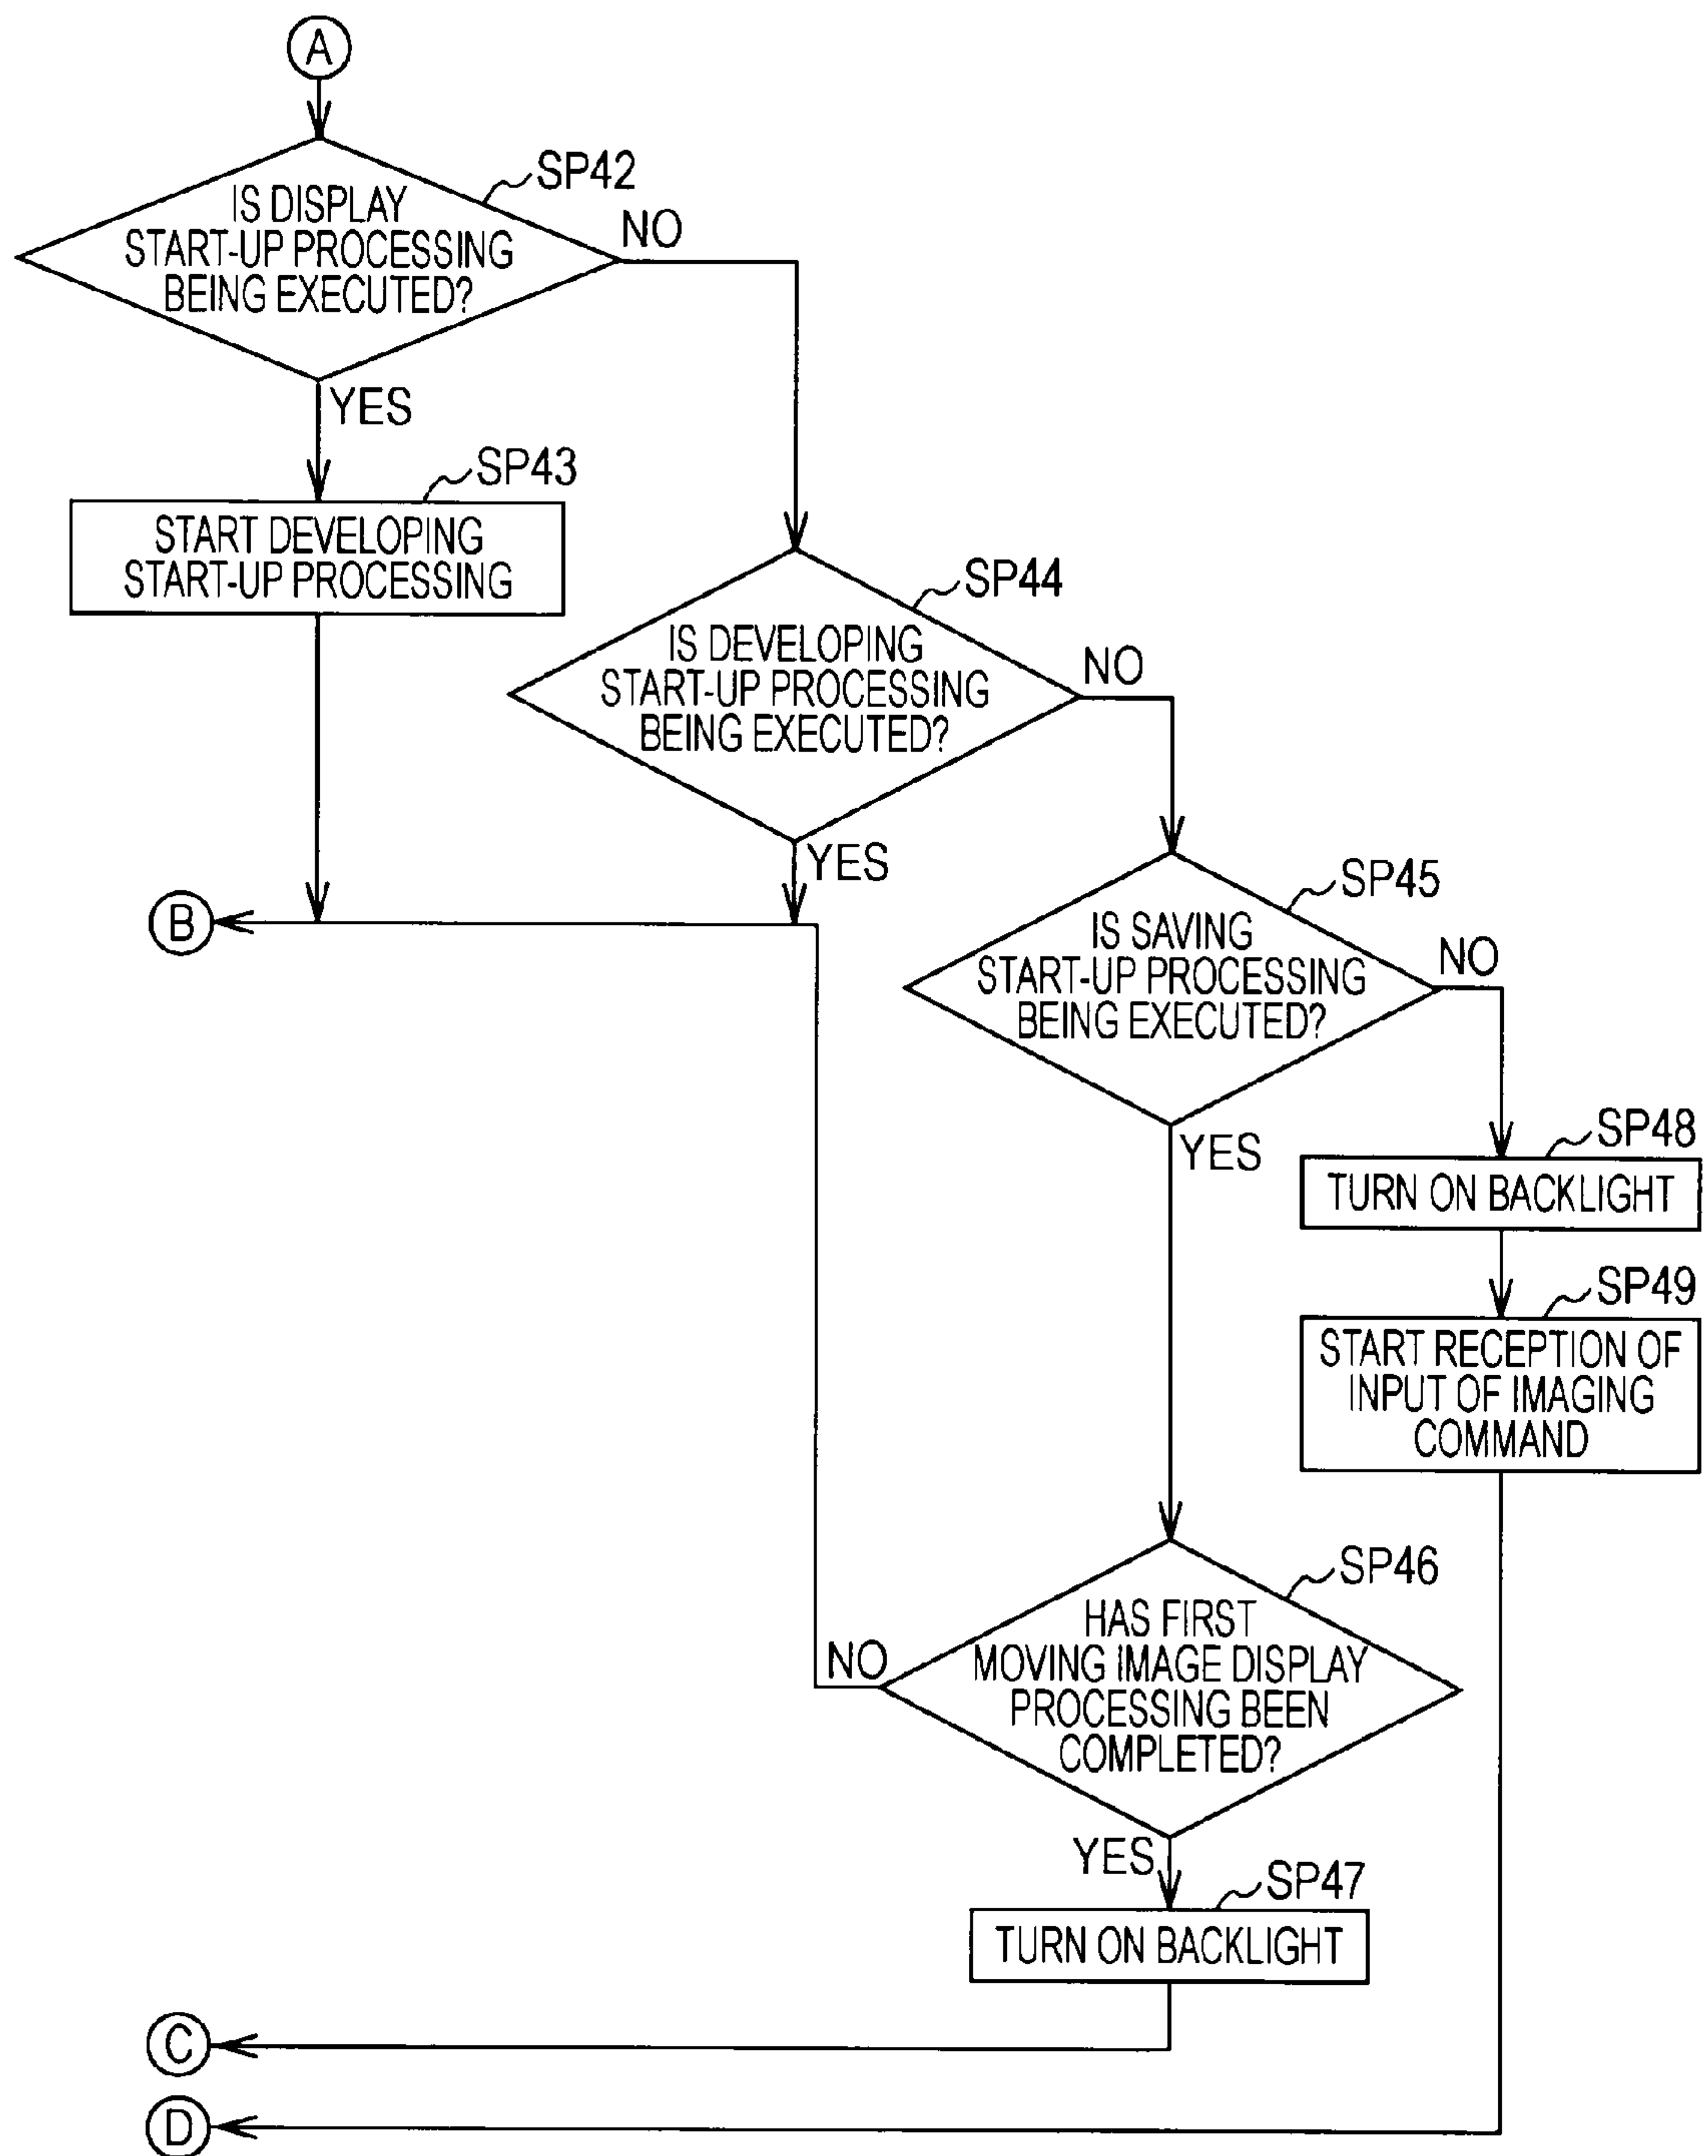 A
SP42
IS DISPLAY
START-UP PROCESSING
BEING EXECUTED?
NO
YES
SP43
START DEVELOPING
START-UP PROCESSING
SP44
IS DEVELOPING
START-UP PROCESSING
BEING EXECUTED?
NO
YES
B
SP45
IS SAVING
START-UP PROCESSING
BEING EXECUTED?
NO
YES
SP48
TURN ON BACKLIGHT
SP49
START RECEPTION OF
INPUT OF IMAGING
COMMAND
SP46
HAS FIRST
MOVING IMAGE DISPLAY
PROCESSING BEEN
COMPLETED?
NO
YES
SP47
TURN ON BACKLIGHT
C
D